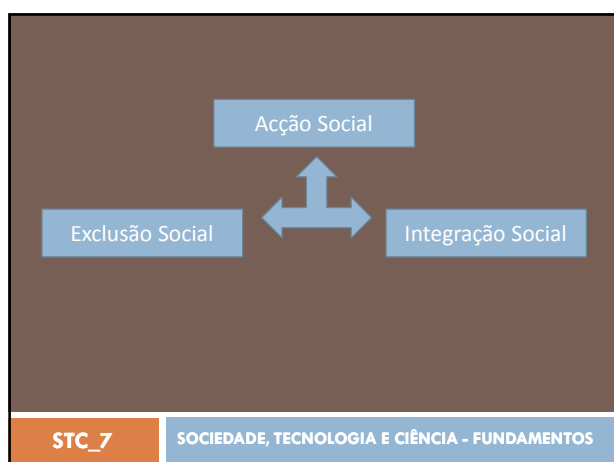 Acção Social
Exclusão Social
Integração Social
STC_7
SOCIEDADE, TECNOLOGIA E CIÊNCIA - FUNDAMENTOS